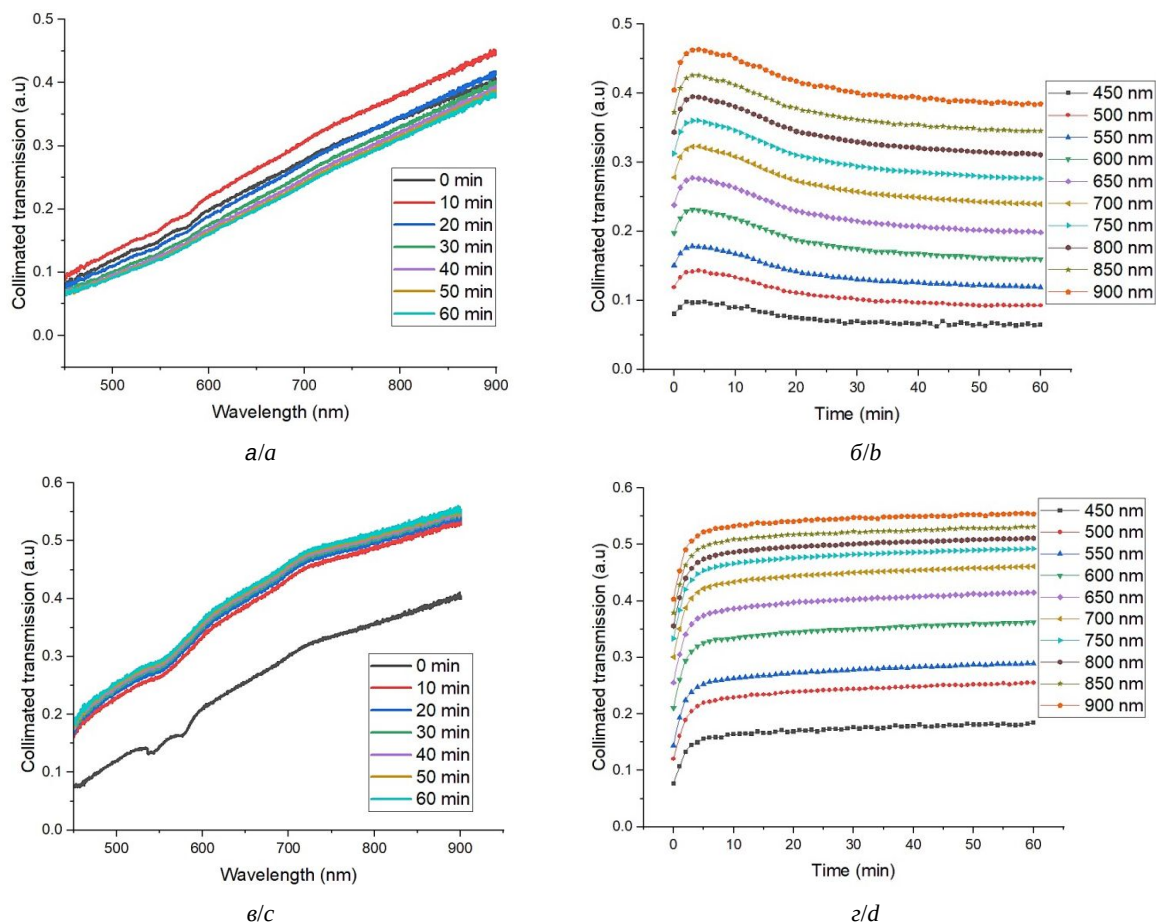 0.5
0.4
0.3
0.2
0.1
0.0
Collimated transmission (a.u)
500 600 700 800 900
Wavelength (nm)
0 min
10 min
20 min
30 min
40 min
50 min
60 min
а/a
0.5
0.4
0.3
0.2
0.1
0.0
Collimated transmission (a.u)
0 10 20 30 40 50 60
Time (min)
450 nm
500 nm
550 nm
600 nm
650 nm
700 nm
750 nm
800 nm
850 nm
900 nm
б/b
0.6
0.5
0.4
0.3
0.2
0.1
0.0
Collimated transmission (a.u)
500 600 700 800 900
Wavelength (nm)
0 min
10 min
20 min
30 min
40 min
50 min
60 min
в/c
0.6
0.5
0.4
0.3
0.2
0.1
0.0
Collimated transmission (a.u)
0 10 20 30 40 50 60
Time (min)
450 nm
500 nm
550 nm
600 nm
650 nm
700 nm
750 nm
800 nm
850 nm
900 nm
г/d